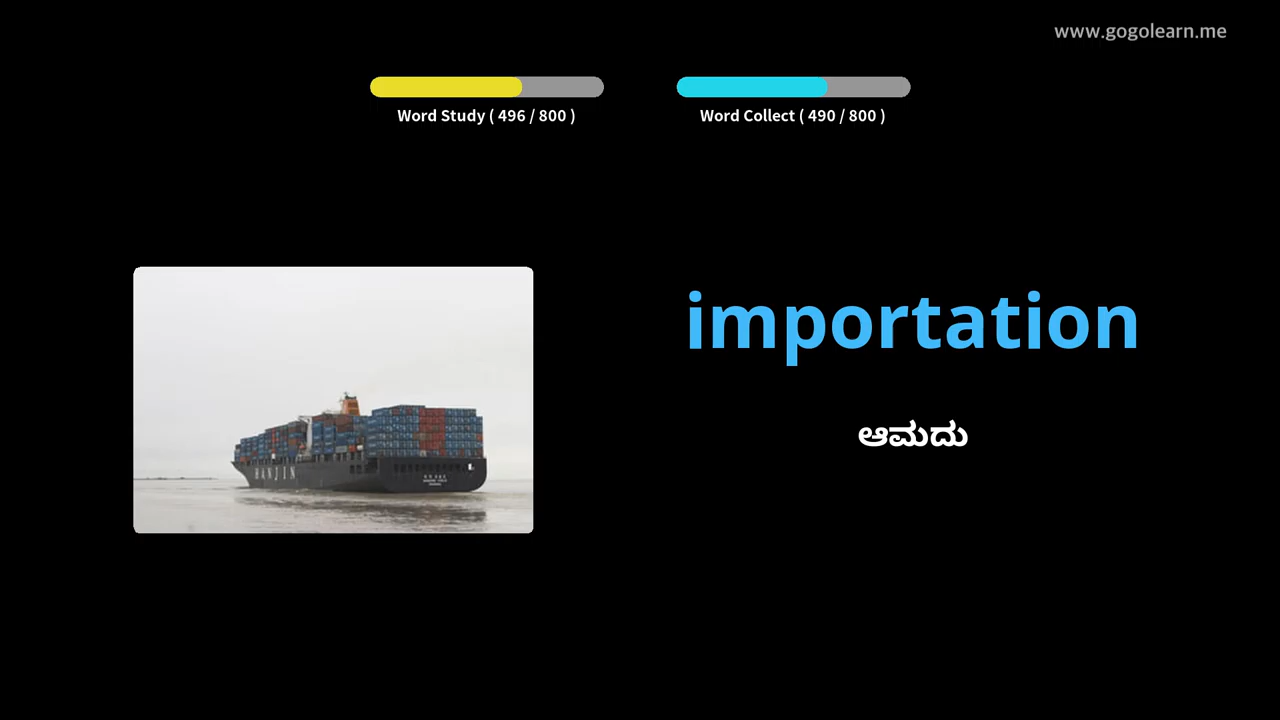 www.gogolearn.me
Word Study ( 496 / 800 )
Word Collect ( 490 / 800 )
importation
ಆಮದು
HANJIN